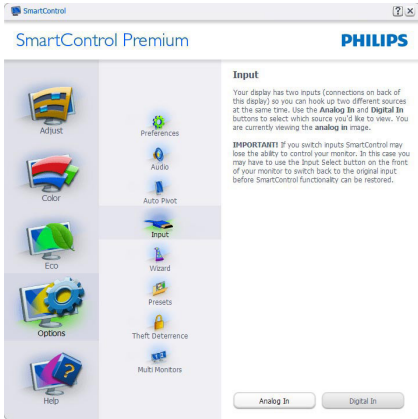 SmartControl
SmartControl Premium
PHILIPS
Adjust
Color
Eco
Options
Help
Preferences
Audio
Auto Pivot
Input
Wizard
Presets
Theft Deterrence
Multi Monitors
Input
Your display has two inputs (connections on back of
this display) so you can hook up two different sources
at the same time. Use the Analog In and Digital In
buttons to select which source you'd like to view. You
are currently viewing the analog in image.
IMPORTANT! If you switch inputs SmartControl may
lose the ability to control your monitor. In this case you
may have to use the Input Select button on the front
of your monitor to switch back to the original input
before SmartControl functionality can be restored.
Analog In
Digital In